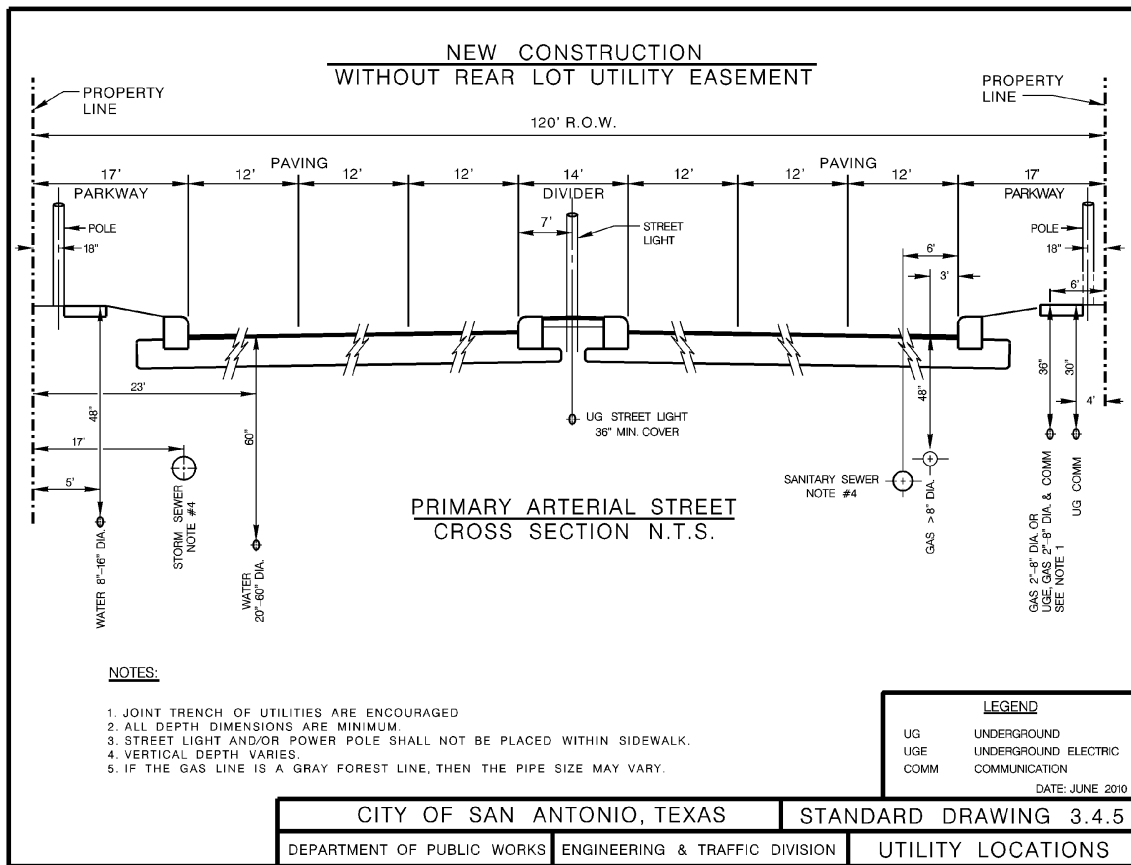 NEW CONSTRUCTION
WITHOUT REAR LOT UTILITY EASEMENT
PROPERTY
LINE
PROPERTY
LINE
120' R.O.W.
PAVING
PAVING
17'
12'
12'
12'
14'
12'
12'
12'
17'
PARKWAY
DIVIDER
PARKWAY
7'
POLE
18"
STREET
LIGHT
6'
3'
POLE
18"
6'
23'
48"
60"
48"
36"
30"
4'
17'
5'
UG STREET LIGHT
36" MIN. COVER
SANITARY SEWER
NOTE #4
PRIMARY ARTERIAL STREET
CROSS SECTION N.T.S.
WATER 8"-16" DIA.
STORM SEWER
NOTE #4
WATER
20"-60" DIA.
GAS >8" DIA.
GAS 2"-8" DIA. OR
UGE, GAS 2"-8" DIA. & COMM
SEE NOTE 1
UG COMM
NOTES:
1. JOINT TRENCH OF UTILITIES ARE ENCOURAGED
2. ALL DEPTH DIMENSIONS ARE MINIMUM.
3. STREET LIGHT AND/OR POWER POLE SHALL NOT BE PLACED WITHIN SIDEWALK.
4. VERTICAL DEPTH VARIES.
5. IF THE GAS LINE IS A GRAY FOREST LINE, THEN THE PIPE SIZE MAY VARY.
LEGEND
UG UNDERGROUND
UGE UNDERGROUND ELECTRIC
COMM COMMUNICATION
DATE: JUNE 2010
CITY OF SAN ANTONIO, TEXAS
STANDARD DRAWING 3.4.5
DEPARTMENT OF PUBLIC WORKS
ENGINEERING & TRAFFIC DIVISION
UTILITY LOCATIONS